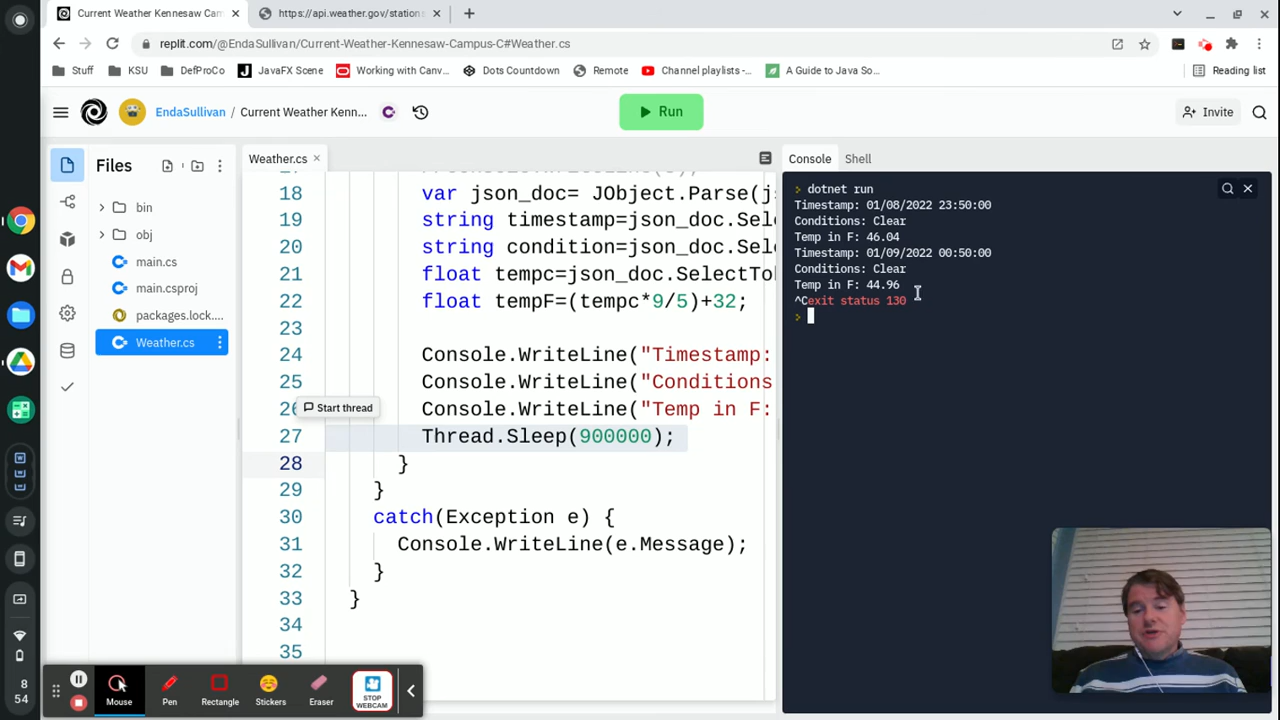 Current Weather Kennesaw Cam
https://api.weather.gov/stations
replit.com/@EndaSullivan/Current-Weather-Kennesaw-Campus-C#Weather.cs
Stuff
KSU
DefProCo
JavaFX Scene
Working with Canv...
Dots Countdown
Remote
Channel playlists -...
A Guide to Java So...
Reading list
EndaSullivan / Current Weather Kenn...
Run
Invite
Files
bin
obj
main.cs
main.csproj
packages.lock....
Weather.cs
Weather.cs
18 var json_doc= JObject.Parse(j
19 string timestamp=json_doc.Sel
20 string condition=json_doc.Sel
21 float tempc=json_doc.SelectTo
22 float tempF=(tempc*9/5)+32;
23
24 Console.WriteLine("Timestamp:
25 Console.WriteLine("Conditions
26 Console.WriteLine("Temp in F:
Start thread
27 Thread.Sleep(900000);
28 }
29 }
30 catch(Exception e) {
31 Console.WriteLine(e.Message);
32 }
33 }
34
35
Console
Shell
dotnet run
Timestamp: 01/08/2022 23:50:00
Conditions: Clear
Temp in F: 46.04
Timestamp: 01/09/2022 00:50:00
Conditions: Clear
Temp in F: 44.96
^Cexit status 130
8
54
Mouse
Pen
Rectangle
Stickers
Eraser
STOP
WEBCAM